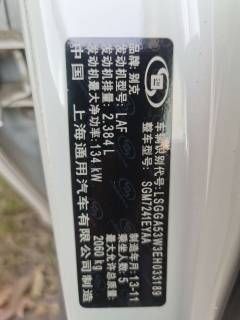 品牌: 别克
发动机型号: LAF
发动机排量: 2.384L
发动机最大净功率: 134 kW
中国 上海通用汽车有限公司制造
车辆识别代号: LSGGA53W3EH033189
整车型号: SGM7241EYAA
制造年月: 13-11
乘坐人数: 5
最大允许总质量: 2060 kg